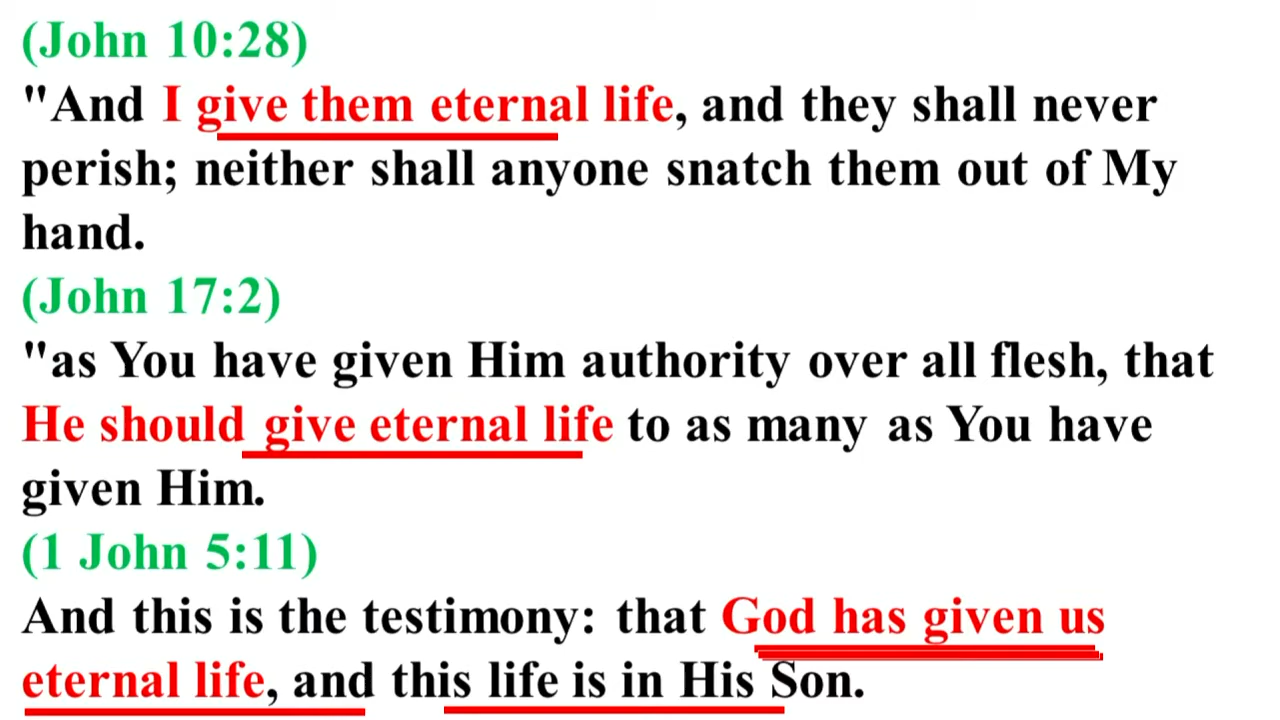 (John 10:28)
"And I give them eternal life, and they shall never
perish; neither shall anyone snatch them out of My
hand.
(John 17:2)
"as You have given Him authority over all flesh, that
He should give eternal life to as many as You have
given Him.
(1 John 5:11)
And this is the testimony: that God has given us
eternal life, and this life is in His Son.